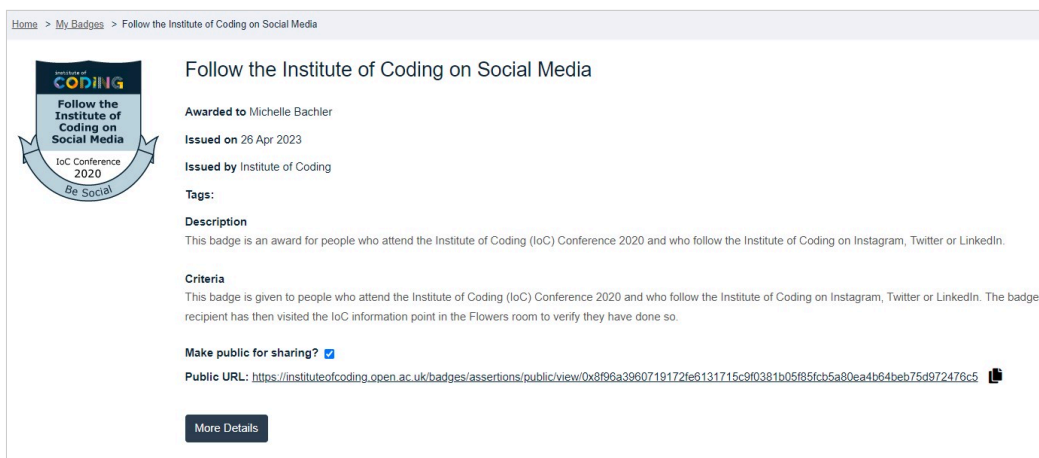 Home > My Badges > Follow the Institute of Coding on Social Media
institute of
CODING
Follow the
Institute of
Coding on
Social Media
IoC Conference
2020
Be Social
Follow the Institute of Coding on Social Media
Awarded to Michelle Bachler
Issued on 26 Apr 2023
Issued by Institute of Coding
Tags:
Description
This badge is an award for people who attend the Institute of Coding (IoC) Conference 2020 and who follow the Institute of Coding on Instagram, Twitter or LinkedIn.
Criteria
This badge is given to people who attend the Institute of Coding (IoC) Conference 2020 and who follow the Institute of Coding on Instagram, Twitter or LinkedIn. The badge
recipient has then visited the IoC information point in the Flowers room to verify they have done so.
Make public for sharing?
Public URL: https://instituteofcoding.open.ac.uk/badges/assertions/public/view/0x8f96a3960719172fe6131715c9f0381b05f85fcb5a80ea4b64beb75d972476c5
More Details